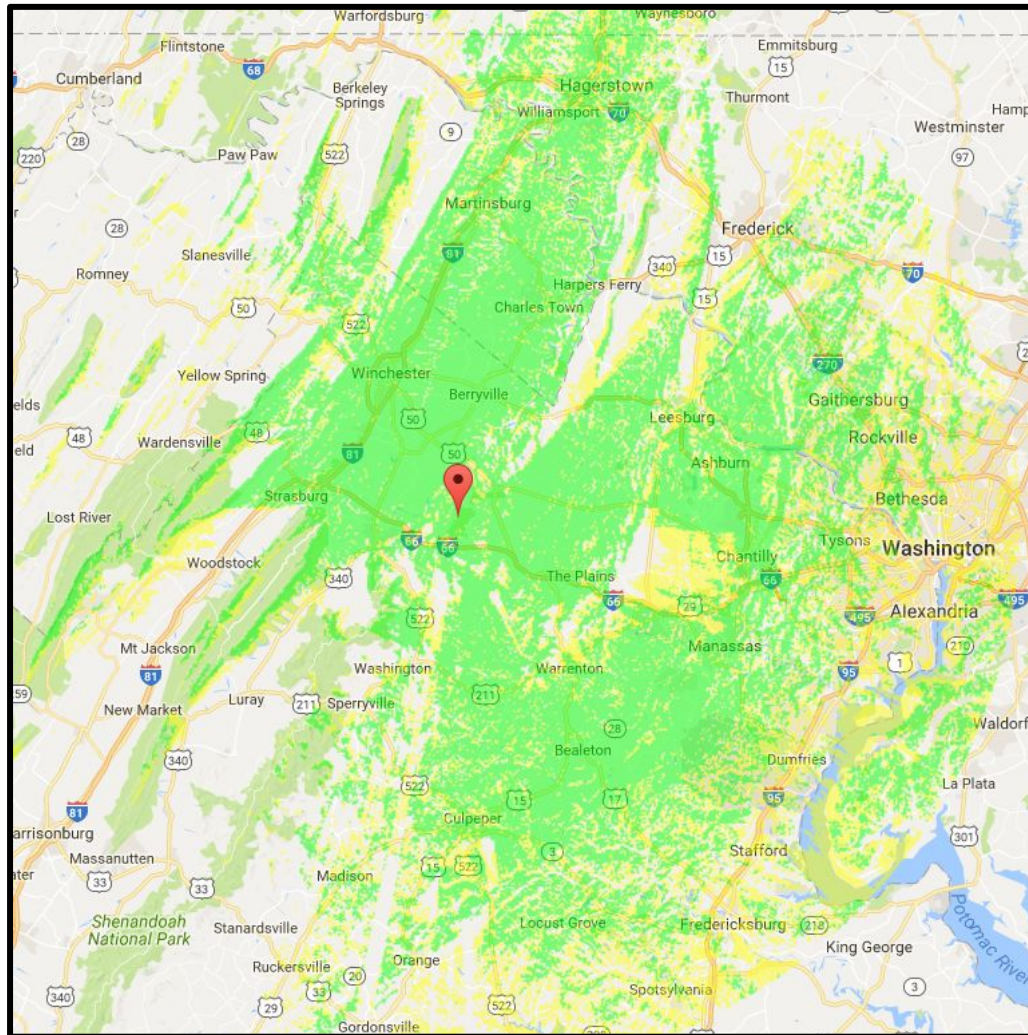 Warfordsburg
Waynesboro
Flintstone
68
Emmitsburg
15
Cumberland
Berkeley
Springs
Hagerstown
Thurmont
Williamsport
70
28
9
Westminster
220
Paw Paw
522
97
Martinsburg
28
Frederick
Slanesville
81
15
Romney
340
70
Harpers Ferry
50
522
Charles Town
15
Yellow Spring
Winchester
270
Berryville
Gaithersburg
50
Leesburg
48
48
Rockville
Wardensville
81
50
Ashburn
Strasburg
Bethesda
Lost River
66
66
Tysons
Washington
Chantilly
Woodstock
340
The Plains
66
66
29
495
495
Alexandria
522
Manassas
Mt Jackson
210
Washington
Warrenton
1
81
95
259
Luray
211
New Market
211
Sperryville
28
Waldorf
340
Bealeton
Dumfries
522
La Plata
15
17
95
81
Culpeper
301
3
Stafford
Massanutten
15
522
33
33
Madison
Shenandoah
National Park
Locust Grove
Fredericksburg
218
Stanardsville
Potomac River
King George
Orange
Ruckersville
20
340
33
Spotsylvania
3
29
522
Gordonsville